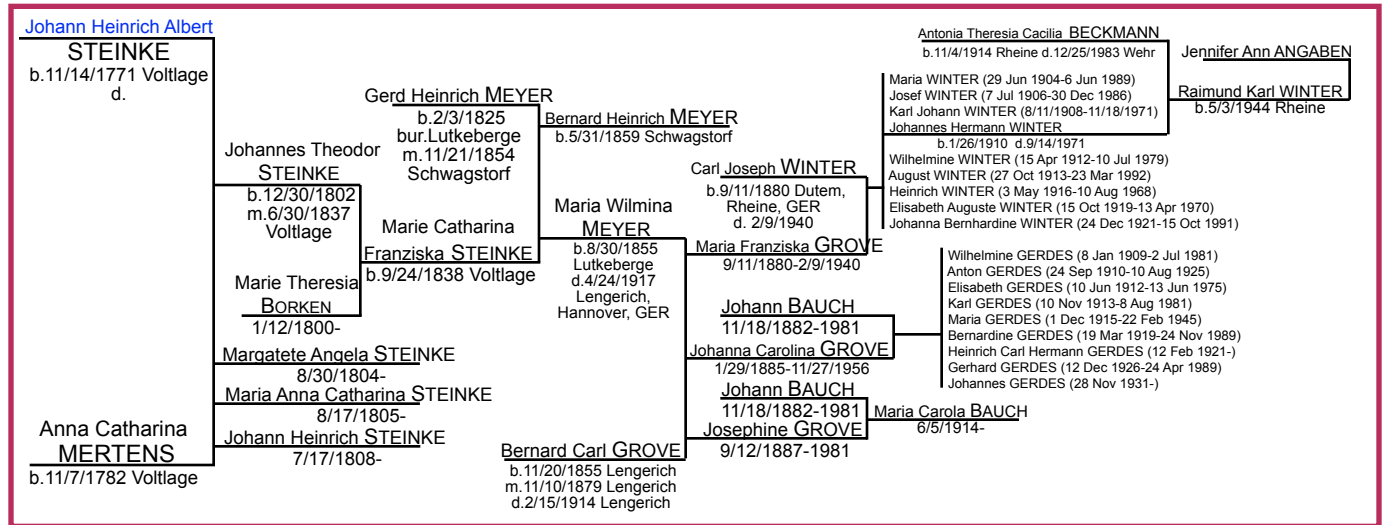 Johann Heinrich Albert
STEINKE
b.11/14/1771 Voltlage
d.
Anna Catharina
MERTENS
b.11/7/1782 Voltlage
Johannes Theodor
STEINKE
b.12/30/1802
m.6/30/1837
Voltlage
Marie Theresia
BORKEN
1/12/1800-
Margatete Angela STEINKE
8/30/1804-
Maria Anna Catharina STEINKE
8/17/1805-
Johann Heinrich STEINKE
7/17/1808-
Gerd Heinrich MEYER
b.2/3/1825
bur.Lutkeberge
m.11/21/1854
Schwagstorf
Marie Catharina
Franziska STEINKE
b.9/24/1838 Voltlage
Bernard Heinrich MEYER
b.5/31/1859 Schwagstorf
Maria Wilmina
MEYER
b.8/30/1855
Lutkeberge
d.4/24/1917
Lengerich,
Hannover, GER
Bernard Carl GROVE
b.11/20/1855 Lengerich
m.11/10/1879 Lengerich
d.2/15/1914 Lengerich
Carl Joseph WINTER
b.9/11/1880 Dutem,
Rheine, GER
d. 2/9/1940
Maria Franziska GROVE
9/11/1880-2/9/1940
Johann BAUCH
11/18/1882-1981
Johanna Carolina GROVE
1/29/1885-11/27/1956
Johann BAUCH
11/18/1882-1981
Josephine GROVE
9/12/1887-1981
Maria Carola BAUCH
6/5/1914-
Antonia Theresia Cacilia BECKMANN
b.11/4/1914 Rheine d.12/25/1983 Wehr
Maria WINTER (29 Jun 1904-6 Jun 1989)
Josef WINTER (7 Jul 1906-30 Dec 1986)
Karl Johann WINTER (8/11/1908-11/18/1971)
Johannes Hermann WINTER
b.1/26/1910 d.9/14/1971
Wilhelmine WINTER (15 Apr 1912-10 Jul 1979)
August WINTER (27 Oct 1913-23 Mar 1992)
Heinrich WINTER (3 May 1916-10 Aug 1968)
Elisabeth Auguste WINTER (15 Oct 1919-13 Apr 1970)
Johanna Bernhardine WINTER (24 Dec 1921-15 Oct 1991)
Wilhelmine GERDES (8 Jan 1909-2 Jul 1981)
Anton GERDES (24 Sep 1910-10 Aug 1925)
Elisabeth GERDES (10 Jun 1912-13 Jun 1975)
Karl GERDES (10 Nov 1913-8 Aug 1981)
Maria GERDES (1 Dec 1915-22 Feb 1945)
Bernardine GERDES (19 Mar 1919-24 Nov 1989)
Heinrich Carl Hermann GERDES (12 Feb 1921-)
Gerhard GERDES (12 Dec 1926-24 Apr 1989)
Johannes GERDES (28 Nov 1931-)
Jennifer Ann ANGABEN
Raimund Karl WINTER
b.5/3/1944 Rheine